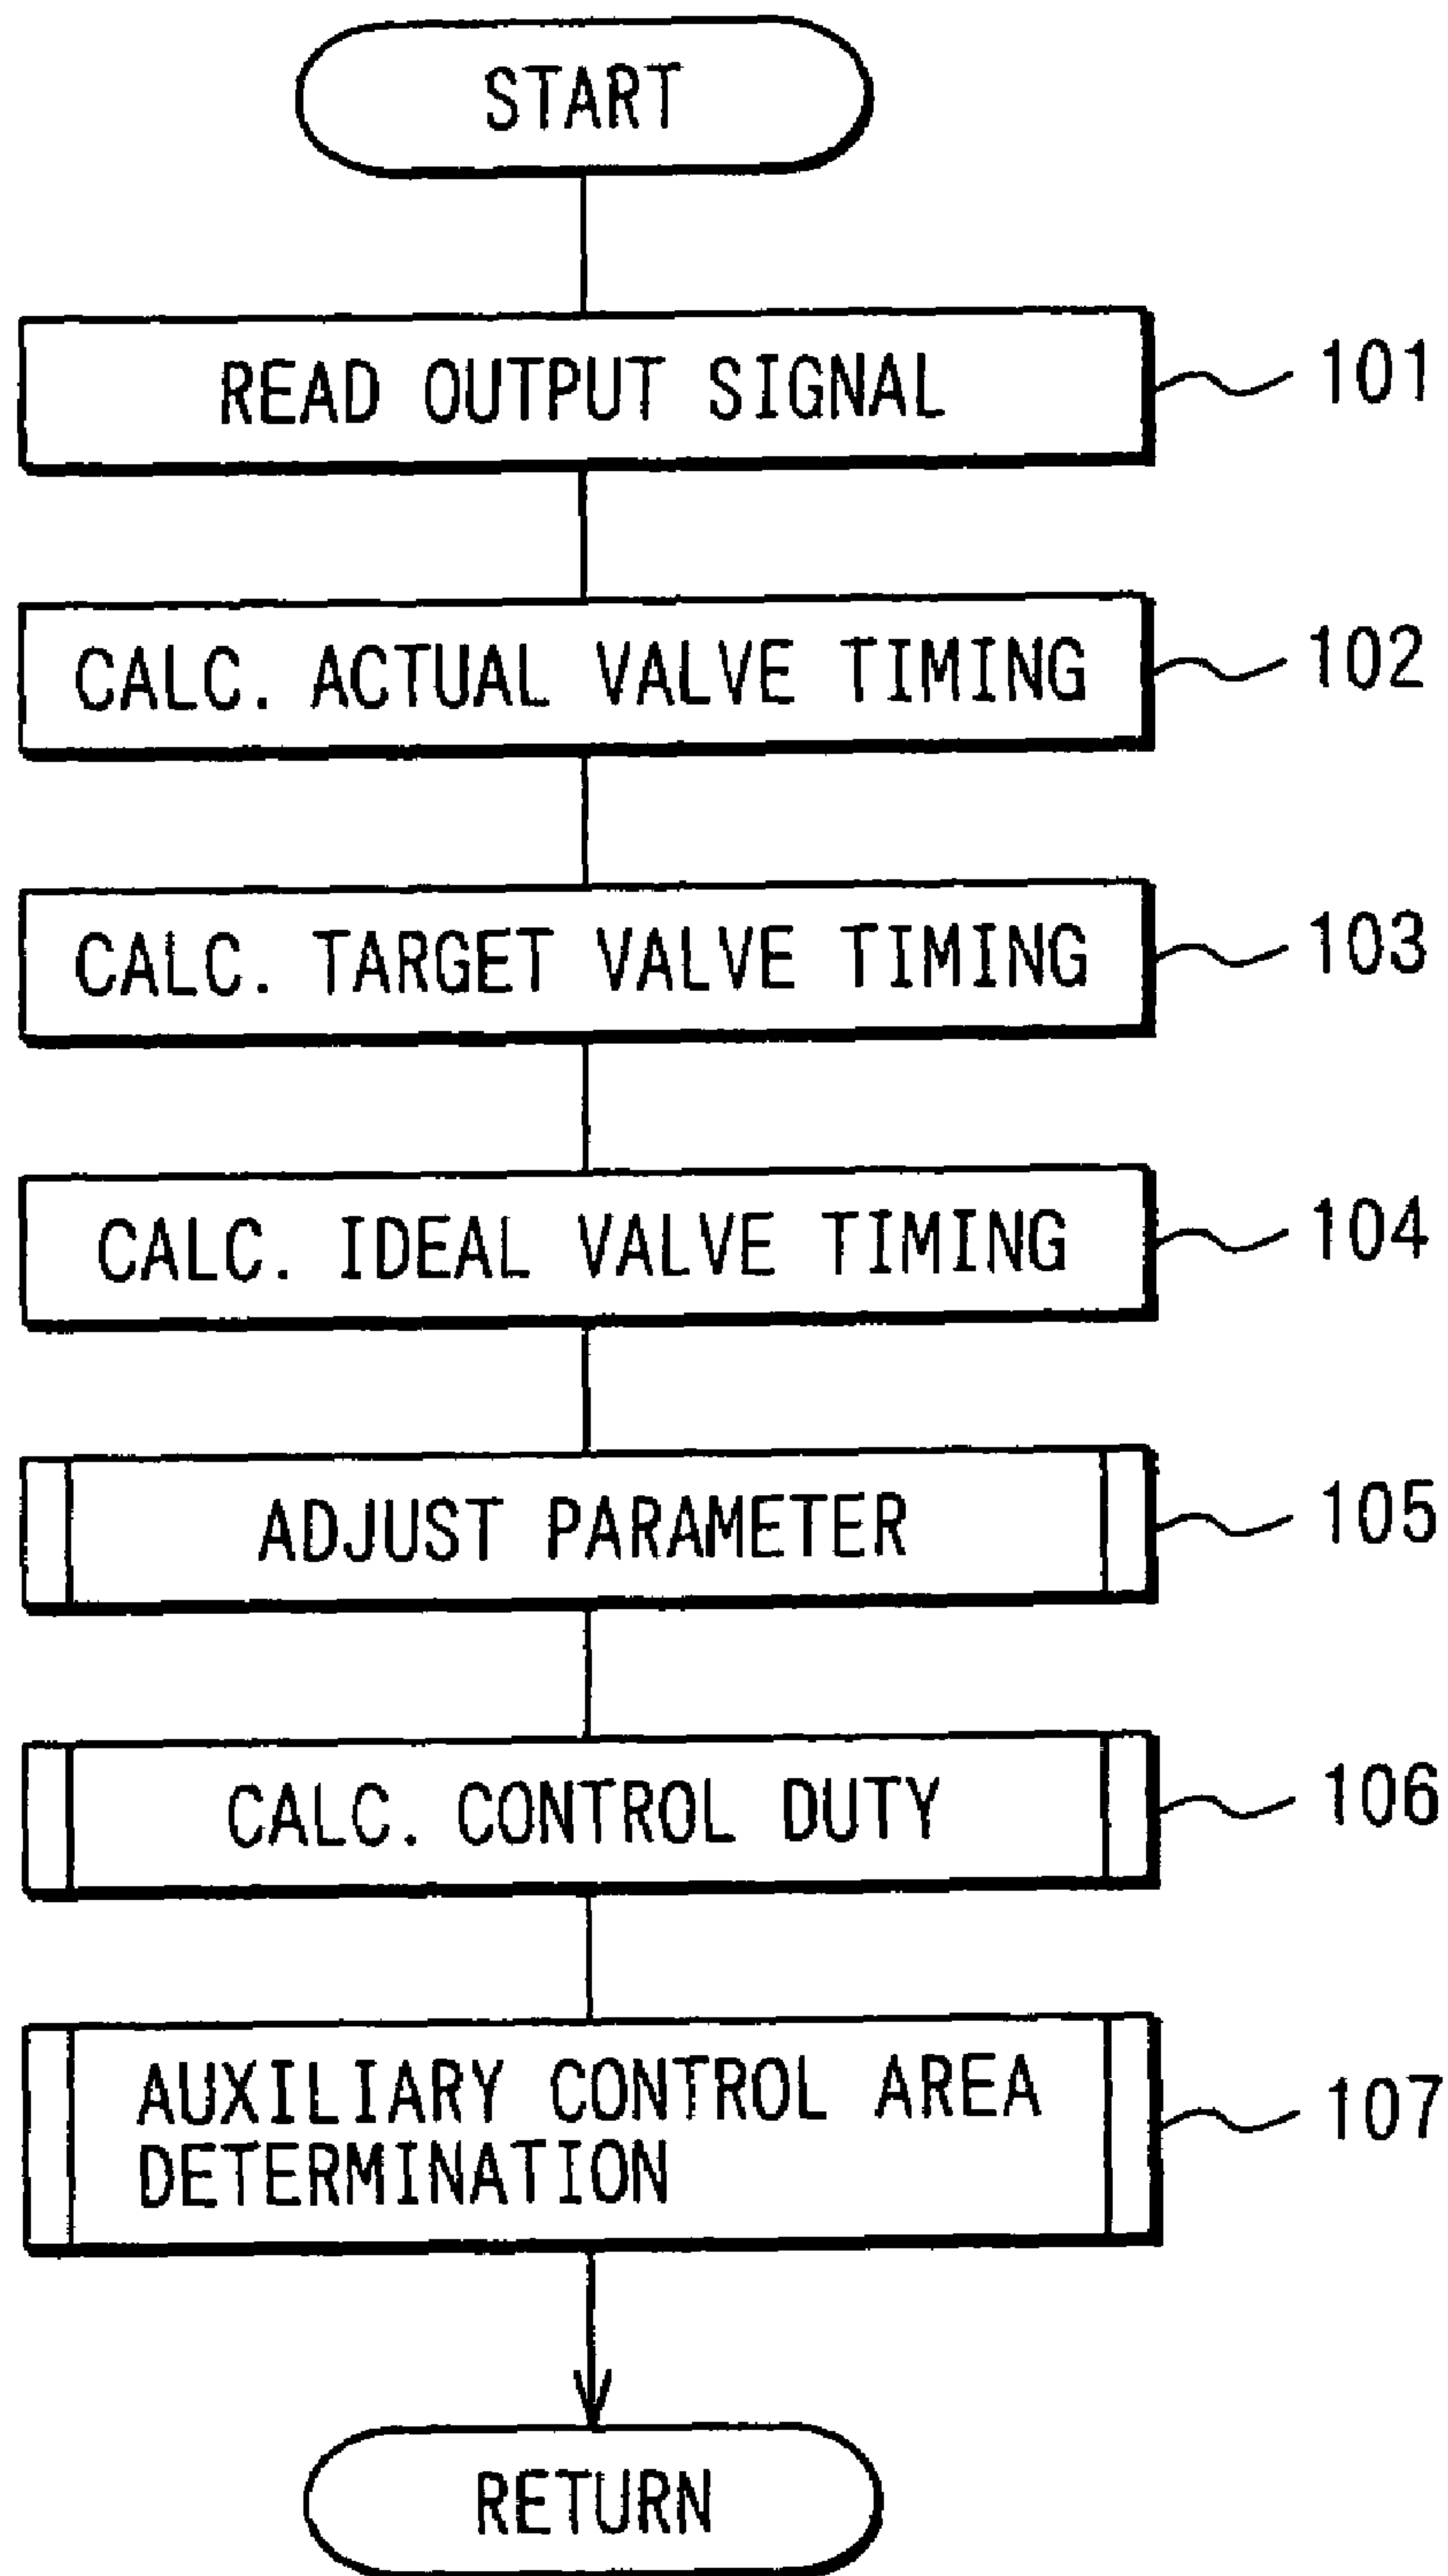 START
READ OUTPUT SIGNAL
101
CALC. ACTUAL VALVE TIMING
102
CALC. TARGET VALVE TIMING
103
CALC. IDEAL VALVE TIMING
104
ADJUST PARAMETER
105
CALC. CONTROL DUTY
106
AUXILIARY CONTROL AREA
DETERMINATION
107
RETURN